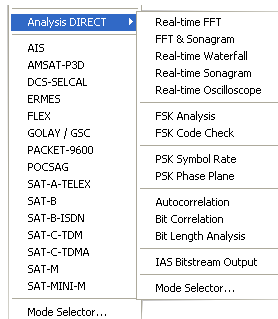 Analysis DIRECT
AIS
AMSAT-P3D
DCS-SELCAL
ERMES
FLEX
GOLAY / GSC
PACKET-9600
POCSAG
SAT-A-TELEX
SAT-B
SAT-B-ISDN
SAT-C-TDM
SAT-C-TDMA
SAT-M
SAT-MINI-M
Mode Selector...
Real-time FFT
FFT & Sonagram
Real-time Waterfall
Real-time Sonagram
Real-time Oscilloscope
FSK Analysis
FSK Code Check
PSK Symbol Rate
PSK Phase Plane
Autocorrelation
Bit Correlation
Bit Length Analysis
IAS Bitstream Output
Mode Selector...